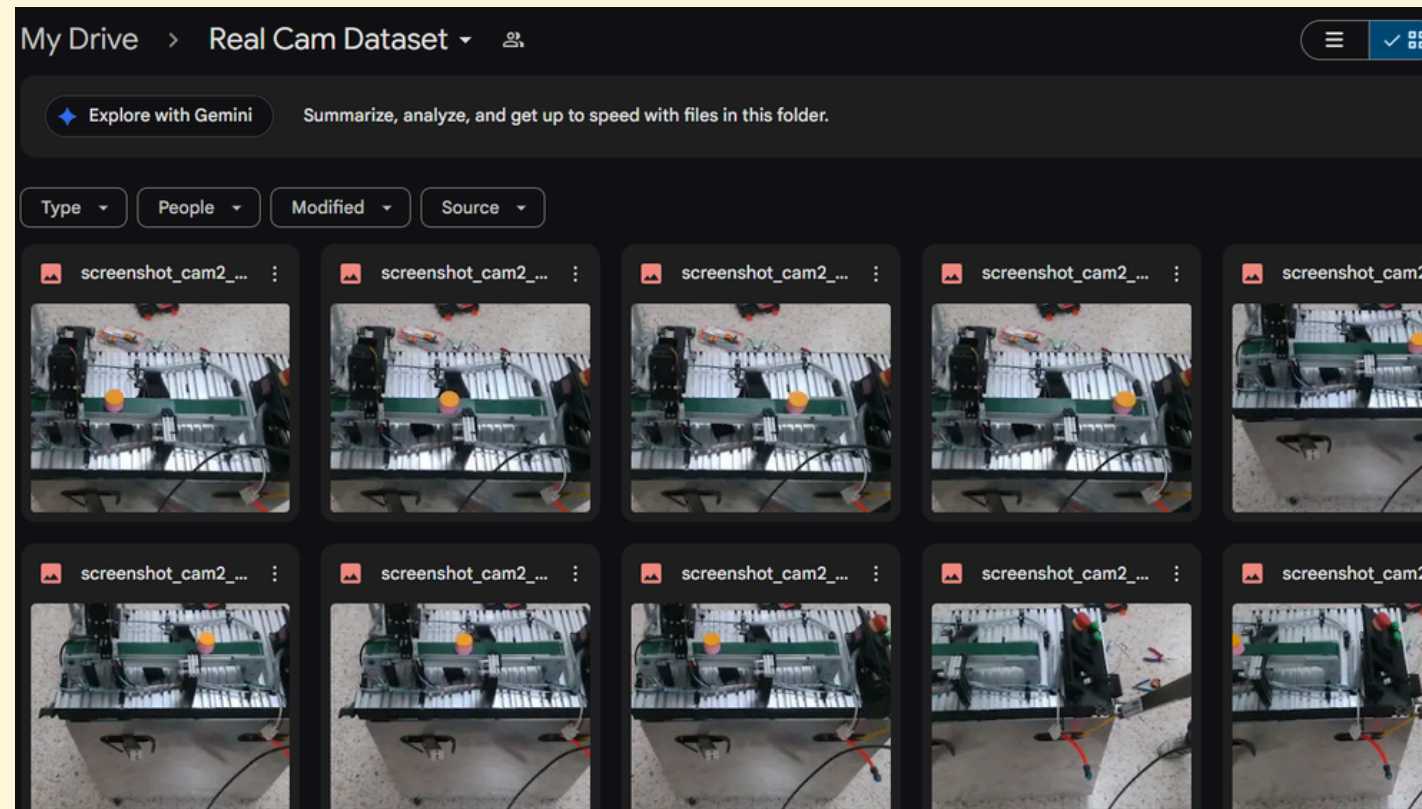 My Drive > Real Cam Dataset
Explore with Gemini Summarize, analyze, and get up to speed with files in this folder.
Type People Modified Source
screenshot_cam2_... screenshot_cam2_... screenshot_cam2_... screenshot_cam2_... screenshot_cam2
screenshot_cam2_... screenshot_cam2_... screenshot_cam2_... screenshot_cam2_... screenshot_cam2